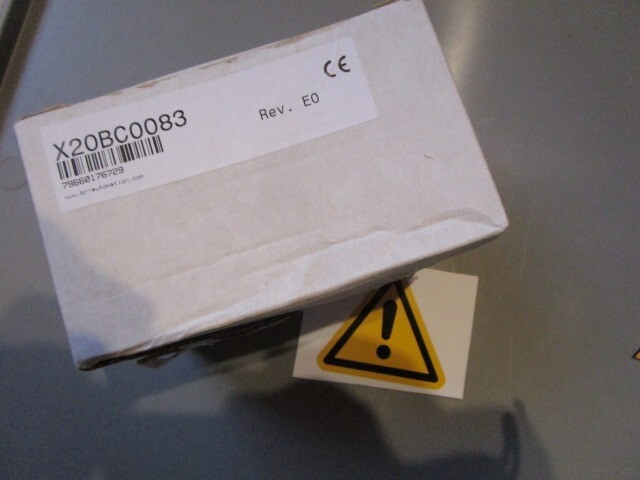 X20BC0083
Rev. E0
CE
79660176729
www.br-automation.com